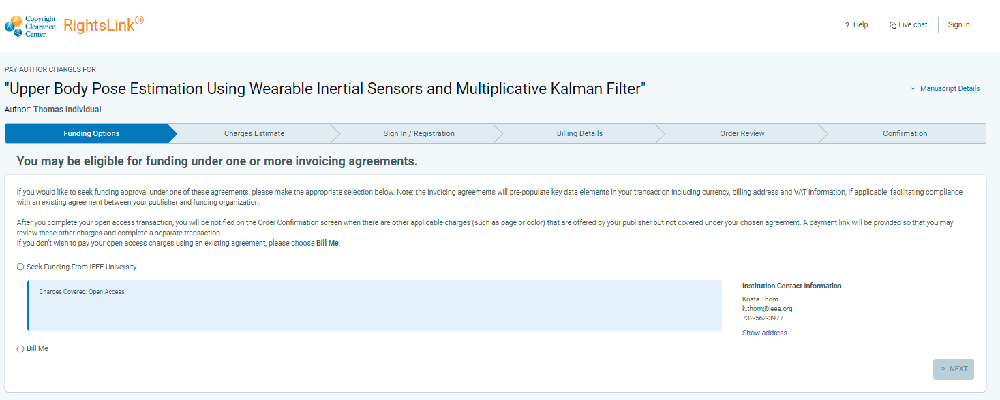 Copyright
Clearance
Center
RightsLink®
? Help
Live chat
Sign In
PAY AUTHOR CHARGES FOR
"Upper Body Pose Estimation Using Wearable Inertial Sensors and Multiplicative Kalman Filter"
Manuscript Details
Author: Thomas Individual
Funding Options
Charges Estimate
Sign In / Registration
Billing Details
Order Review
Confirmation
You may be eligible for funding under one or more invoicing agreements.
If you would like to seek funding approval under one of these agreements, please make the appropriate selection below. Note: the invoicing agreements will pre-populate key data elements in your transaction including currency, billing address and VAT information, if applicable, facilitating compliance
with an existing agreement between your publisher and funding organization.
After you complete your open access transaction, you will be notified on the Order Confirmation screen when there are other applicable charges (such as page or color) that are offered by your publisher but not covered under your chosen agreement. A payment link will be provided so that you may
review these other charges and complete a separate transaction.
If you don't wish to pay your open access charges using an existing agreement, please choose Bill Me.
Seek Funding From IEEE University
Charges Covered: Open Access
Institution Contact Information
Krista Thom
k.thom@ieee.org
732-562-3977
Show address
Bill Me
» NEXT